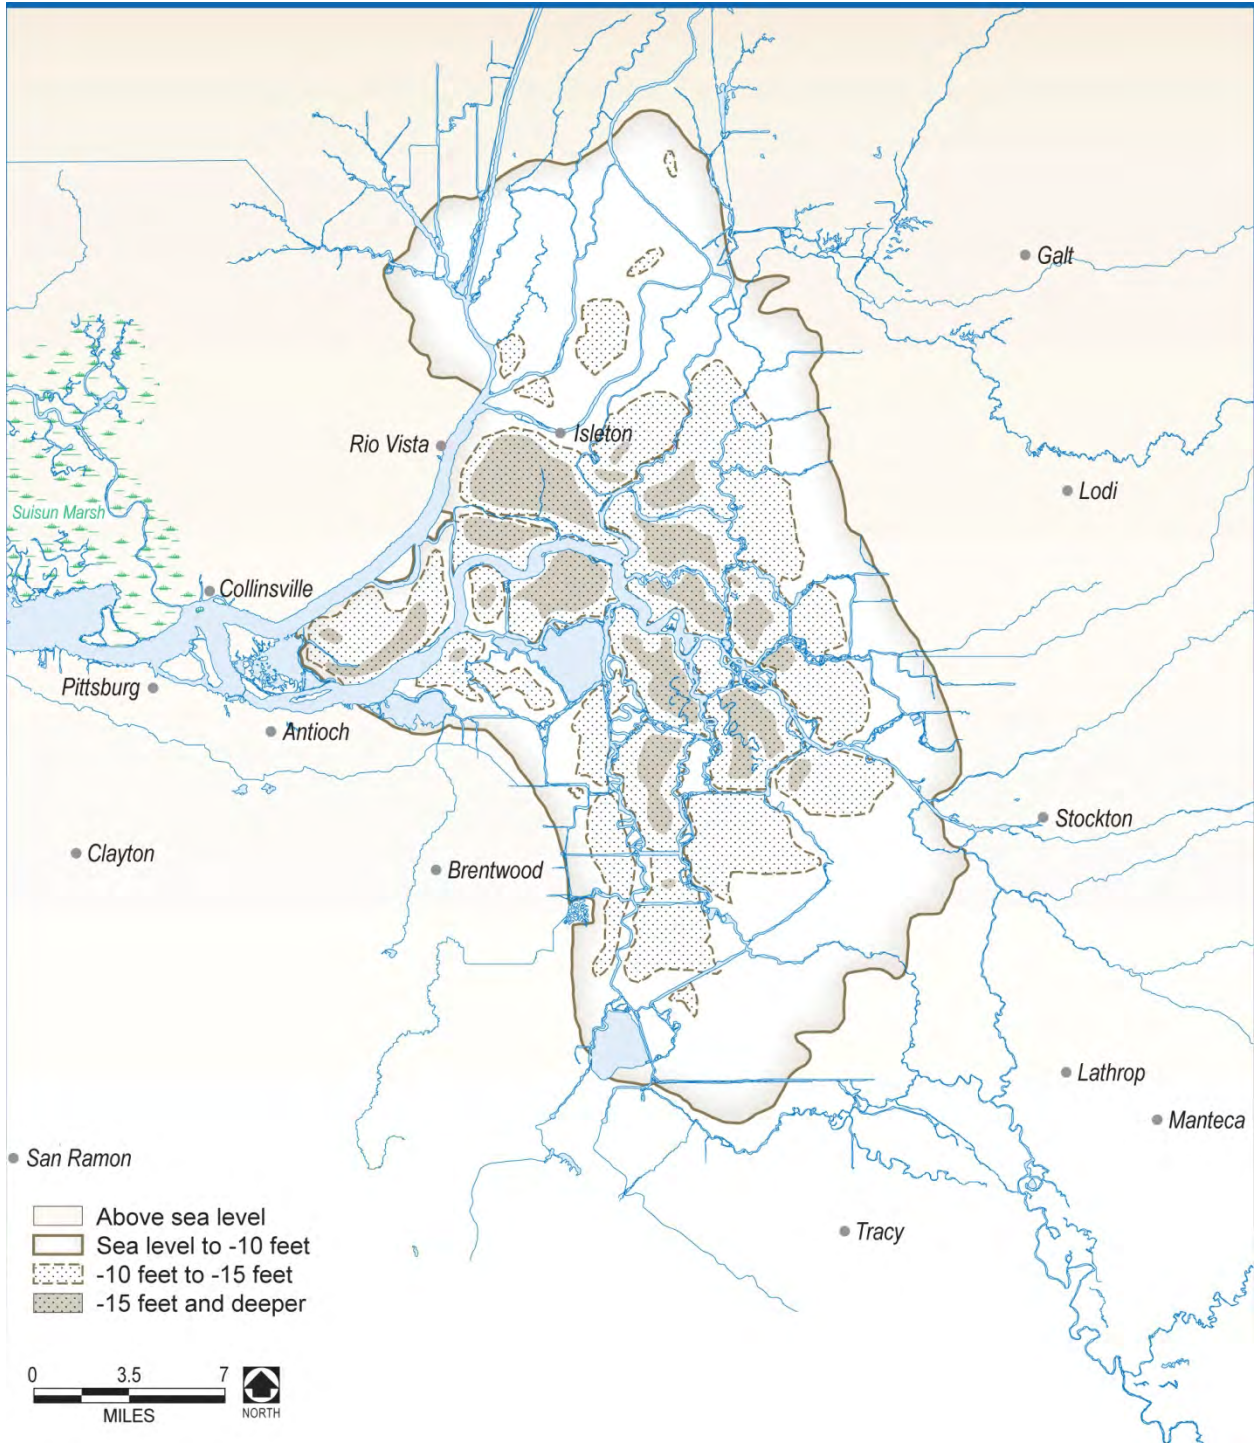 Galt
Isleton
Rio Vista
Lodi
Suisun Marsh
Collinsville
Pittsburg
Antioch
Stockton
Clayton
Brentwood
Lathrop
Manteca
San Ramon
Above sea level
Sea level to -10 feet
Tracy
-10 feet to -15 feet
-15 feet and deeper
0 3.5 7
MILES
NORTH